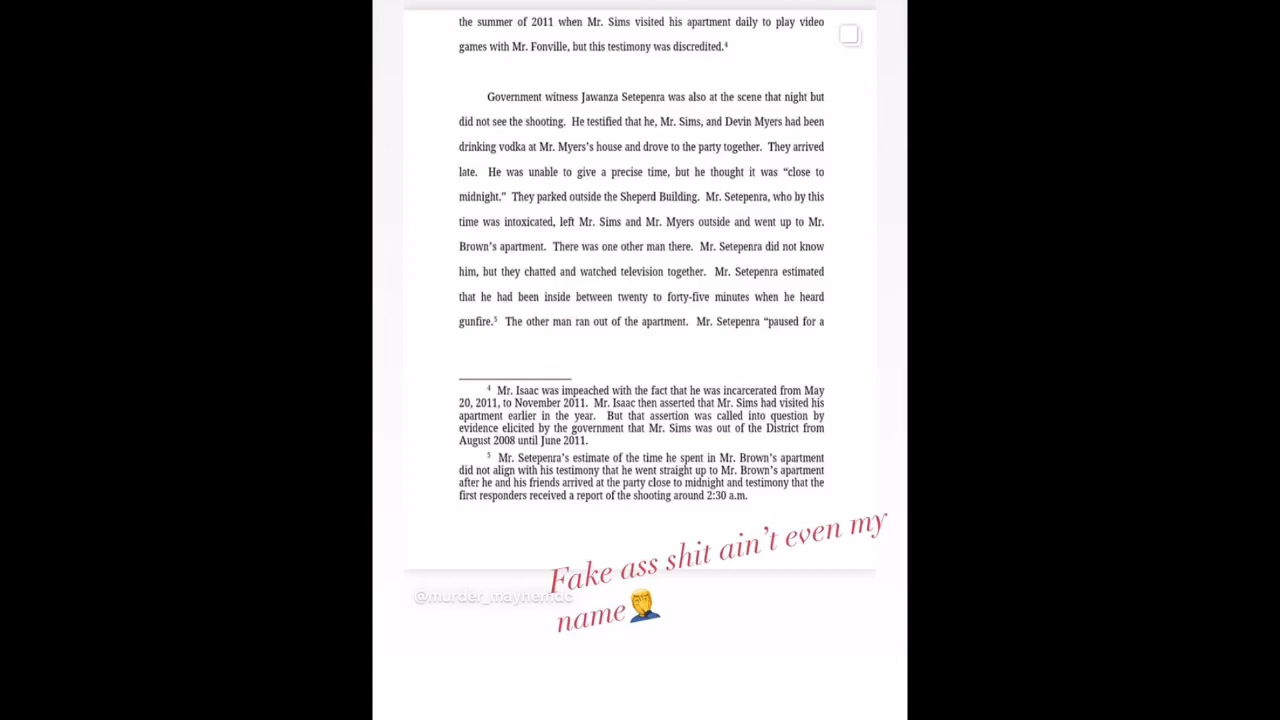 the summer of 2011 when Mr. Sims visited his apartment daily to play video
games with Mr. Fonville, but this testimony was discredited.⁴
Government witness Jawanza Setepenra was also at the scene that night but
did not see the shooting. He testified that he, Mr. Sims, and Devin Myers had been
drinking vodka at Mr. Myers’s house and drove to the party together. They arrived
late. He was unable to give a precise time, but he thought it was “close to
midnight.” They parked outside the Sheperd Building. Mr. Setepenra, who by this
time was intoxicated, left Mr. Sims and Mr. Myers outside and went up to Mr.
Brown’s apartment. There was one other man there. Mr. Setepenra did not know
him, but they chatted and watched television together. Mr. Setepenra estimated
that he had been inside between twenty to forty-five minutes when he heard
gunfire.⁵ The other man ran out of the apartment. Mr. Setepenra “paused for a
⁴ Mr. Isaac was impeached with the fact that he was incarcerated from May
20, 2011, to November 2011. Mr. Isaac then asserted that Mr. Sims had visited his
apartment earlier in the year. But that assertion was called into question by
evidence elicited by the government that Mr. Sims was out of the District from
August 2008 until June 2011.
⁵ Mr. Setepenra’s estimate of the time he spent in Mr. Brown’s apartment
did not align with his testimony that he went straight up to Mr. Brown’s apartment
after he and his friends arrived at the party close to midnight and testimony that the
first responders received a report of the shooting around 2:30 a.m.
Fake ass shit ain’t even my
name🤦
@murder_mayhemdc